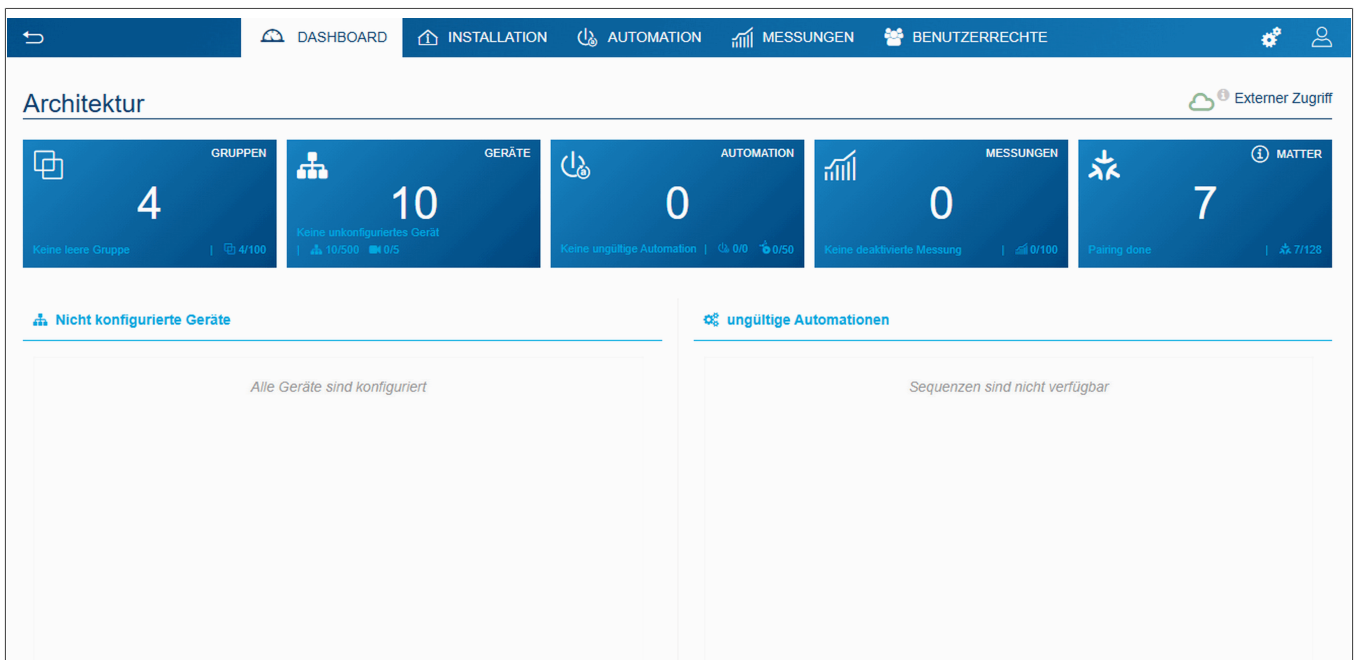 DASHBOARD INSTALLATION AUTOMATION MESSUNGEN BENUTZERRECHTE
Architektur
Externer Zugriff
GRUPPEN
4
Keine leere Gruppe | 4/100
GERÄTE
10
Keine unkonfiguriertes Gerät
| 10/500 0/5
AUTOMATION
0
Keine ungültige Automation | 0/0 0/50
MESSUNGEN
0
Keine deaktivierte Messung | 0/100
MATTER
7
Pairing done | 7/128
Nicht konfigurierte Geräte
Alle Geräte sind konfiguriert
ungültige Automationen
Sequenzen sind nicht verfügbar